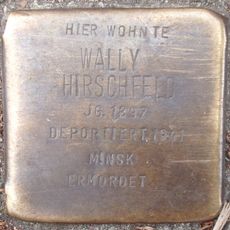 HIER WOHNTE
WALLY
HIRSCHFELD
JG. 1897
DEPORTIERT 1941
MINSK
ERMORDET